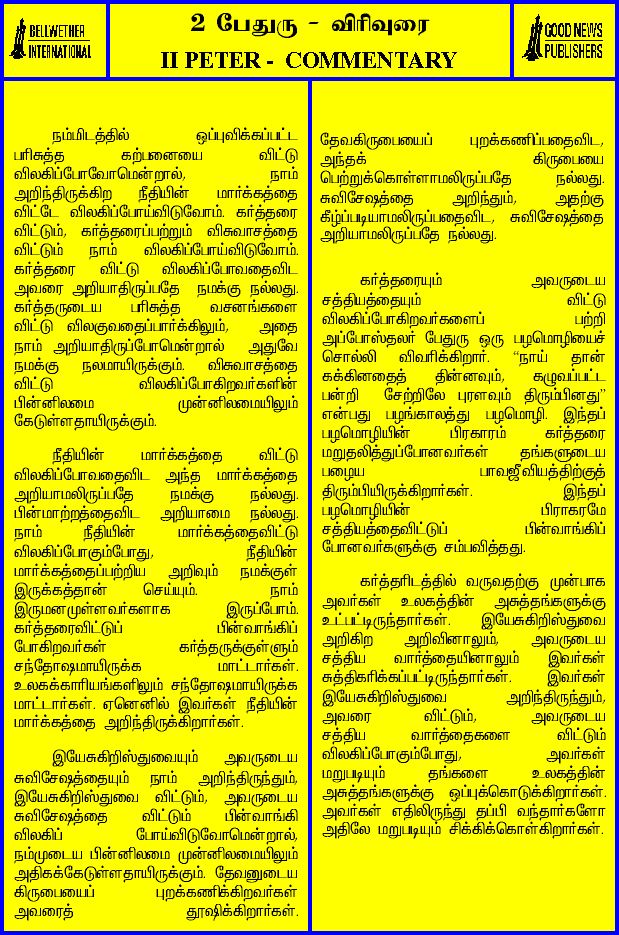 BELLWETHER
INTERNATIONAL
2 பேதுரு - விரிவுரை
II PETER - COMMENTARY
GOOD NEWS
PUBLISHERS
நம்மிடத்தில் ஒப்புவிக்கப்பட்ட
பரிசுத்த கற்பனையை விட்டு
விலகிப்போவோமென்றால், நாம்
அறிந்திருக்கிற நீதியின் மார்க்கத்தை
விட்டே விலகிப்போய்விடுவோம். கர்த்தரை
விட்டும், கர்த்தரைப்பற்றும் விசுவாசத்தை
விட்டும் நாம் விலகிப்போய்விடுவோம்.
கர்த்தரை விட்டு விலகிப்போவதைவிட
அவரை அறியாதிருப்பதே நமக்கு நல்லது.
கர்த்தருடைய பரிசுத்த வசனங்களை
விட்டு விலகுவதைப்பார்க்கிலும், அதை
நாம் அறியாதிருப்போமென்றால் அதுவே
நமக்கு நலமாயிருக்கும். விசுவாசத்தை
விட்டு விலகிப்போகிறவர்களின்
பின்னிலமை முன்னிலமையிலும்
கேடுள்ளதாயிருக்கும்.
நீதியின் மார்க்கத்தை விட்டு
விலகிப்போவதைவிட அந்த மார்க்கத்தை
அறியாமலிருப்பதே நமக்கு நல்லது.
பின்மாற்றத்தைவிட அறியாமை நல்லது.
நாம் நீதியின் மார்க்கத்தைவிட்டு
விலகிப்போகும்போது, நீதியின்
மார்க்கத்தைப்பற்றிய அறிவும் நமக்குள்
இருக்கத்தான் செய்யும். நாம்
இருமனமுள்ளவர்களாக இருப்போம்.
கர்த்தரைவிட்டுப் பின்வாங்கிப்
போகிறவர்கள் கர்த்தருக்குள்ளும்
சந்தோஷமாயிருக்க மாட்டார்கள்.
உலகக்காரியங்களிலும் சந்தோஷமாயிருக்க
மாட்டார்கள். ஏனெனில் இவர்கள் நீதியின்
மார்க்கத்தை அறிந்திருக்கிறார்கள்.
இயேசுகிறிஸ்துவையும் அவருடைய
சுவிசேஷத்தையும் நாம் அறிந்திருந்தும்,
இயேசுகிறிஸ்துவை விட்டும், அவருடைய
சுவிசேஷத்தை விட்டும் பின்வாங்கி
விலகிப் போய்விடுவோமென்றால்,
நம்முடைய பின்னிலமை முன்னிலமையிலும்
அதிகக்கேடுள்ளதாயிருக்கும். தேவனுடைய
கிருபையைப் புறக்கணிக்கிறவர்கள்
அவரைத் தூஷிக்கிறார்கள்.
தேவகிருபையைப் புறக்கணிப்பதைவிட,
அந்தக் கிருபையை
பெற்றுக்கொள்ளாமலிருப்பதே நல்லது.
சுவிசேஷத்தை அறிந்தும், அதற்கு
கீழ்ப்படியாமலிருப்பதைவிட, சுவிசேஷத்தை
அறியாமலிருப்பதே நல்லது.
கர்த்தரையும் அவருடைய
சத்தியத்தையும் விட்டு
விலகிப்போகிறவர்களைப் பற்றி
அப்போஸ்தலர் பேதுரு ஒரு பழமொழியைச்
சொல்லி விவரிக்கிறார். “நாய் தான்
கக்கினதைத் தின்னவும், கழுவப்பட்ட
பன்றி சேற்றிலே புரளவும் திரும்பினது”
என்பது பழங்காலத்து பழமொழி. இந்தப்
பழமொழியின் பிரகாரம் கர்த்தரை
மறுதலித்துப்போனவர்கள் தங்களுடைய
பழைய பாவஜீவியத்திற்குத்
திரும்பியிருக்கிறார்கள். இந்தப்
பழமொழியின் பிராகரமே
சத்தியத்தைவிட்டுப் பின்வாங்கிப்
போனவர்களுக்கு சம்பவித்தது.
கர்த்தரிடத்தில் வருவதற்கு முன்பாக
அவர்கள் உலகத்தின் அசுத்தங்களுக்கு
உட்பட்டிருந்தார்கள். இயேசுகிறிஸ்துவை
அறிகிற அறிவினாலும், அவருடைய
சத்திய வார்த்தையினாலும் இவர்கள்
சுத்திகரிக்கப்பட்டிருந்தார்கள். இவர்கள்
இயேசுகிறிஸ்துவை அறிந்திருந்தும்,
அவரை விட்டும், அவருடைய
சத்திய வார்த்தைகளை விட்டும்
விலகிப்போகும்போது, அவர்கள்
மறுபடியும் தங்களை உலகத்தின்
அசுத்தங்களுக்கு ஒப்புக்கொடுக்கிறார்கள்.
அவர்கள் எதிலிருந்து தப்பி வந்தார்களோ
அதிலே மறுபடியும் சிக்கிக்கொள்கிறார்கள்.